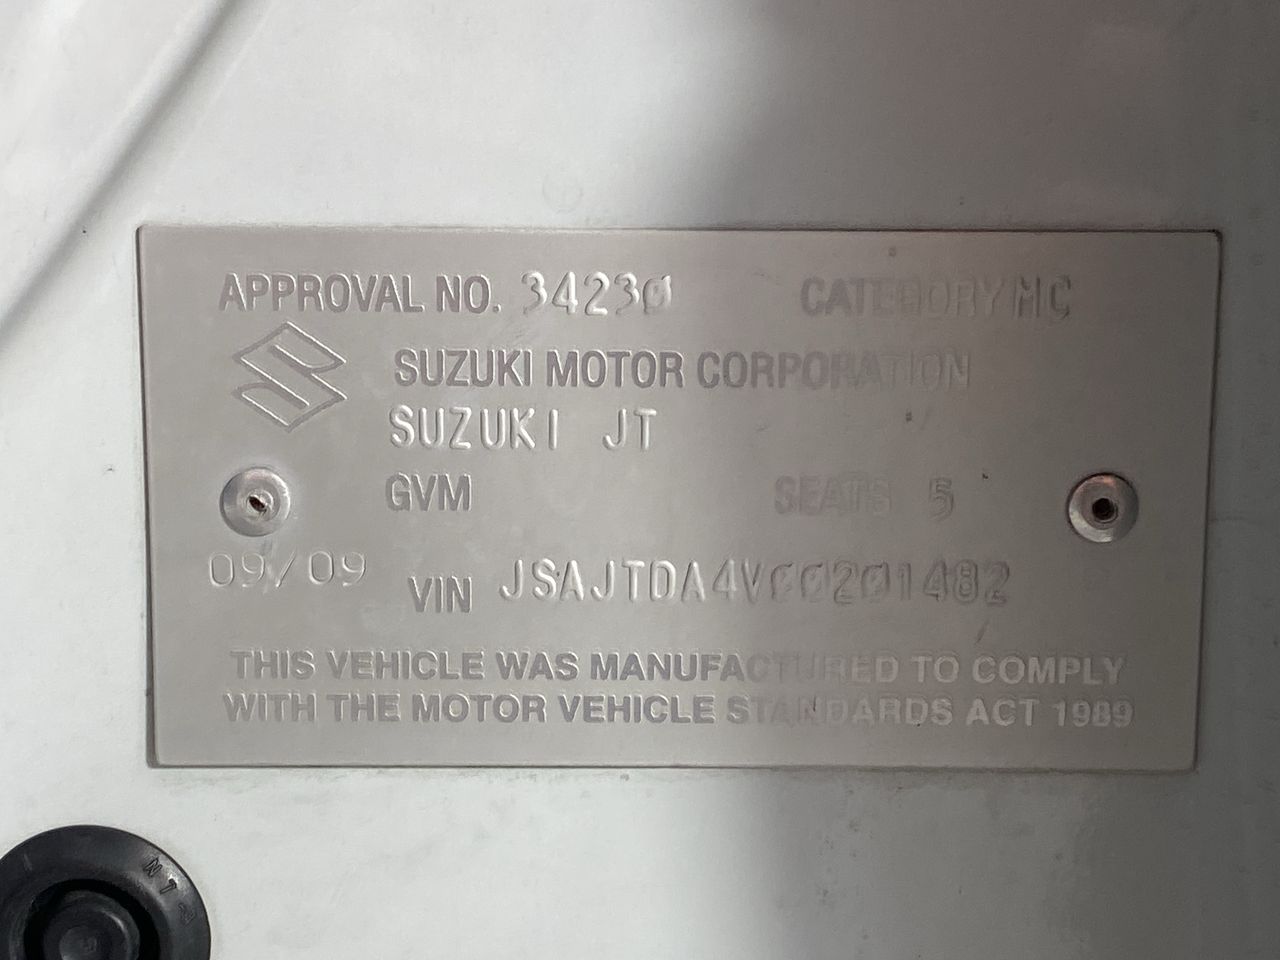 APPROVAL NO. 34230 CATEGORY MC
SUZUKI MOTOR CORPORATION
SUZUKI JT
GVM SEATS 5
09/09 VIN JSAJTDA4V00201482
THIS VEHICLE WAS MANUFACTURED TO COMPLY
WITH THE MOTOR VEHICLE STANDARDS ACT 1989